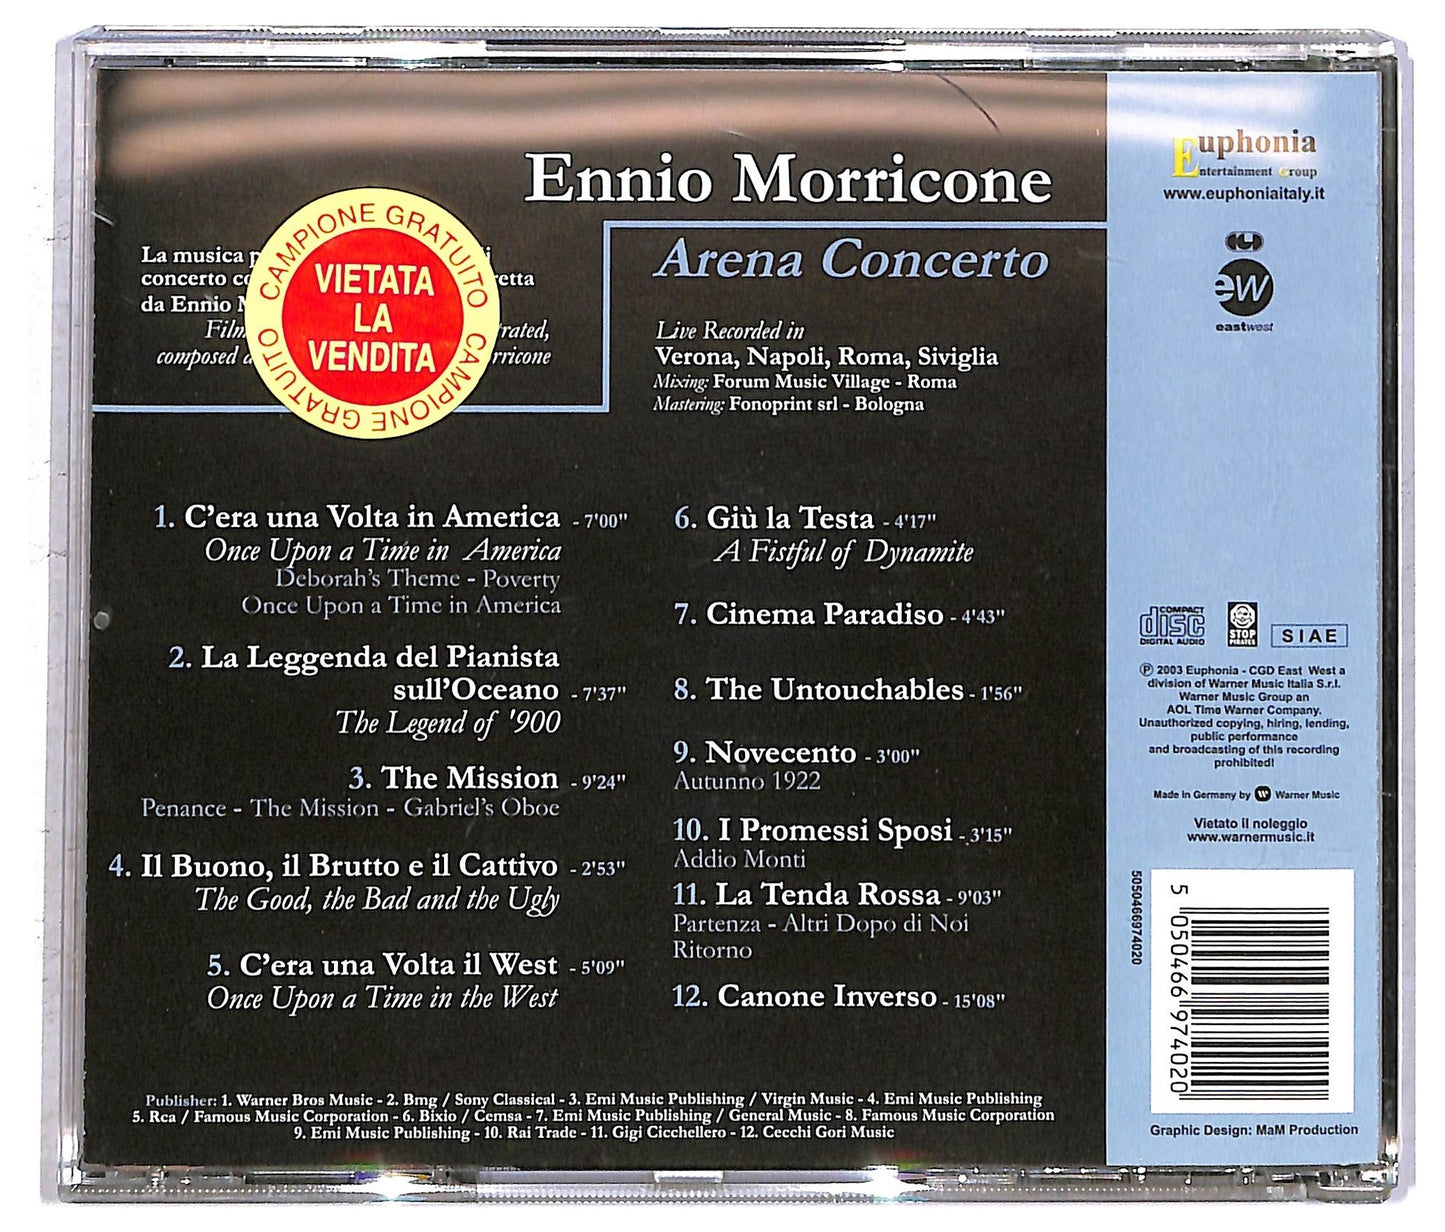 Ennio Morricone
Arena Concerto
La musica
concerto
da Ennio
Film
composed
CAMPIONE GRATUITO CAMPIONE GRATUITO
VIETATA
LA
VENDITA
Live Recorded in
Verona, Napoli, Roma, Siviglia
Mixing: Forum Music Village - Roma
Mastering: Fonoprint srl - Bologna
1. C'era una Volta in America - 7'00"
Once Upon a Time in America
Deborah's Theme - Poverty
Once Upon a Time in America
2. La Leggenda del Pianista
sull'Oceano - 7'37"
The Legend of '900
3. The Mission - 9'24"
Penance - The Mission - Gabriel's Oboe
4. Il Buono, il Brutto e il Cattivo - 2'53"
The Good, the Bad and the Ugly
5. C'era una Volta il West - 5'09"
Once Upon a Time in the West
6. Giù la Testa - 4'17"
A Fistful of Dynamite
7. Cinema Paradiso - 4'43"
8. The Untouchables - 1'56"
9. Novecento - 3'00"
Autunno 1922
10. I Promessi Sposi - 3'15"
Addio Monti
11. La Tenda Rossa - 9'03"
Partenza - Altri Dopo di Noi
Ritorno
12. Canone Inverso - 15'08"
Publisher: 1. Warner Bros Music - 2. Bmg / Sony Classical - 3. Emi Music Publishing / Virgin Music - 4. Emi Music Publishing
5. Rca / Famous Music Corporation - 6. Bixio / Cemsa - 7. Emi Music Publishing / General Music - 8. Famous Music Corporation
9. Emi Music Publishing - 10. Rai Trade - 11. Gigi Cicchellero - 12. Cecchi Gori Music
Euphonia
Entertainment Group
www.euphoniaitaly.it
ew
eastwest
COMPACT
disc
DIGITAL AUDIO
STOP
PIRATES
SIAE
℗ 2003 Euphonia - CGD East West a
division of Warner Music Italia S.r.l.
Warner Music Group an
AOL Time Warner Company.
Unauthorized copying, hiring, lending,
public performance
and broadcasting of this recording
prohibited!
Made in Germany by Warner Music
Vietato il noleggio
www.warnermusic.it
5050466974020
5 050466 974020
Graphic Design: MaM Production